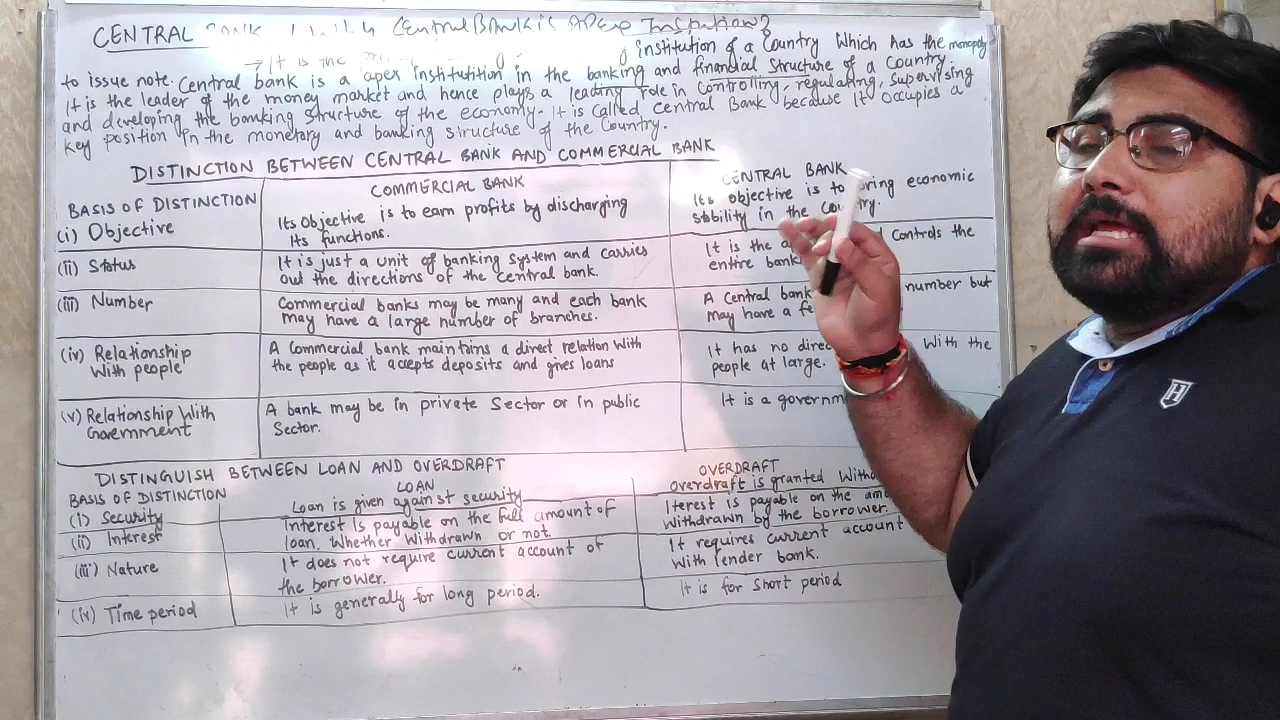 CENTRAL Central Bank is Apex Institution?
→ It is the institution of a Country Which has the monopoly
to issue note. Central bank is a apex institutition in the banking and financial structure of a Country.
It is the leader of the money market and hence plays a leading role in controlling, regulating, supervising
and developing the banking structure of the economy. It is called Central Bank because it occupies a
key position in the monetary and banking structure of the Country.
DISTINCTION BETWEEN CENTRAL BANK AND COMMERCIAL BANK
BASIS OF DISTINCTION COMMERCIAL BANK CENTRAL BANK
(i) Objective
Its Objective is to earn profits by discharging
Its functions.
Its objective is to bring economic
stability in the Country.
(ii) Status
It is just a unit of banking system and carries
out the directions of the central bank.
It is the controls the
entire bank
(iii) Number
Commercial banks may be many and each bank
may have a large number of branches.
A Central bank number but
may have a
(iv) Relationship
With people
A Commercial bank maintains a direct relation With
the people as it accepts deposits and gives loans
It has no With the
people at large.
(v) Relationship With
Government
A bank may be in private Sector or in public
Sector.
It is a
DISTINGUISH BETWEEN LOAN AND OVERDRAFT
BASIS OF DISTINCTION LOAN OVERDRAFT
(i) Security
Loan is given against security
Overdraft is granted
(ii) Interest
Interest is payable on the full amount of
loan, Whether Withdrawn or not.
Iterest is payable on the
Withdrawn by the borrower.
(iii) Nature
It does not require current account of
the borrower.
It requires current account
With lender bank.
(iv) Time period
It is generally for long period.
It is for Short period
H